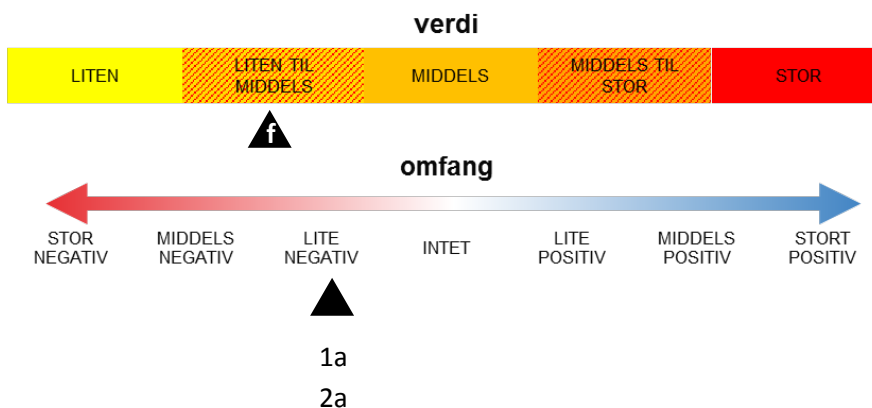 verdi
LITEN
LITEN TIL
MIDDELS
MIDDELS
MIDDELS TIL
STOR
STOR
f
omfang
STOR
NEGATIV
MIDDELS
NEGATIV
LITE
NEGATIV
INTET
LITE
POSITIV
MIDDELS
POSITIV
STORT
POSITIV
1a
2a